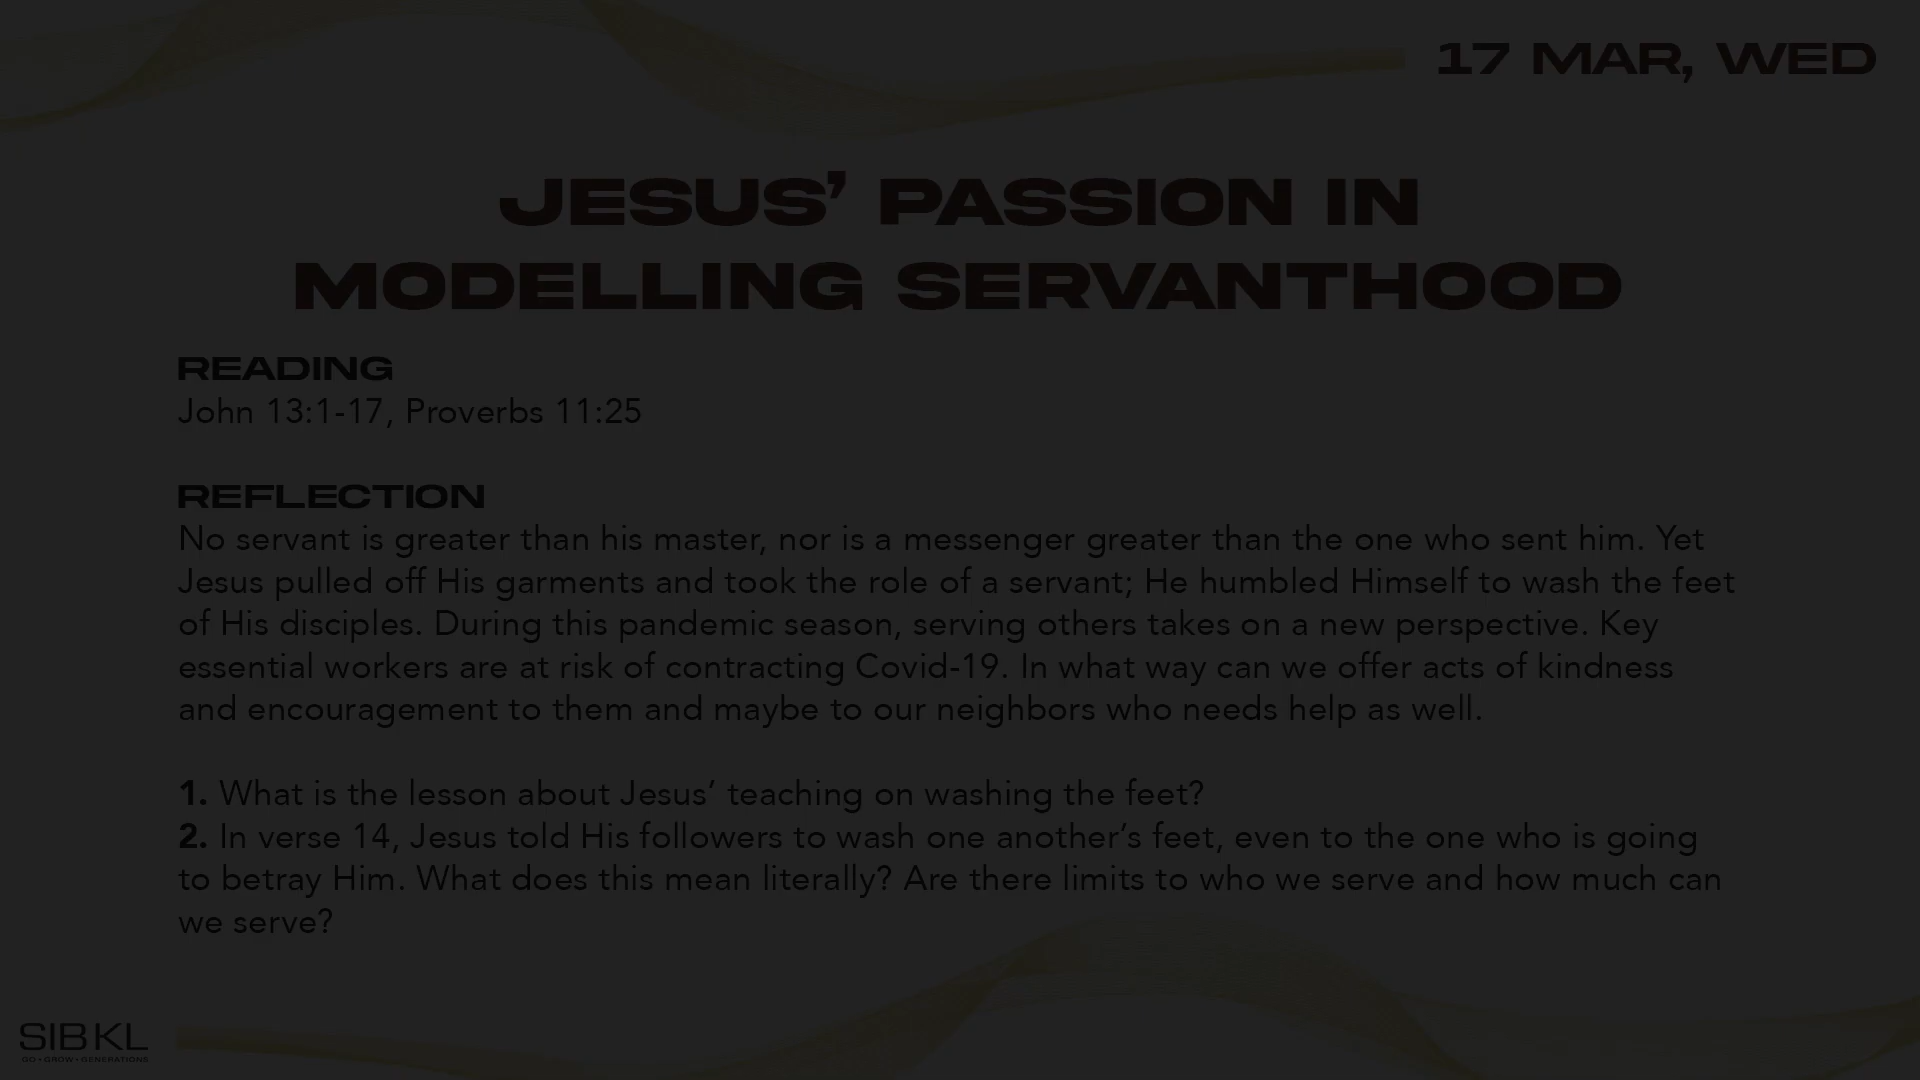 17 MAR, WED
JESUS’ PASSION IN
MODELLING SERVANTHOOD
READING
John 13:1-17, Proverbs 11:25
REFLECTION
No servant is greater than his master, nor is a messenger greater than the one who sent him. Yet
Jesus pulled off His garments and took the role of a servant; He humbled Himself to wash the feet
of His disciples. During this pandemic season, serving others takes on a new perspective. Key
essential workers are at risk of contracting Covid-19. In what way can we offer acts of kindness
and encouragement to them and maybe to our neighbors who needs help as well.
1. What is the lesson about Jesus’ teaching on washing the feet?
2. In verse 14, Jesus told His followers to wash one another’s feet, even to the one who is going
to betray Him. What does this mean literally? Are there limits to who we serve and how much can
we serve?
SIBKL
GO • GROW • GENERATIONS